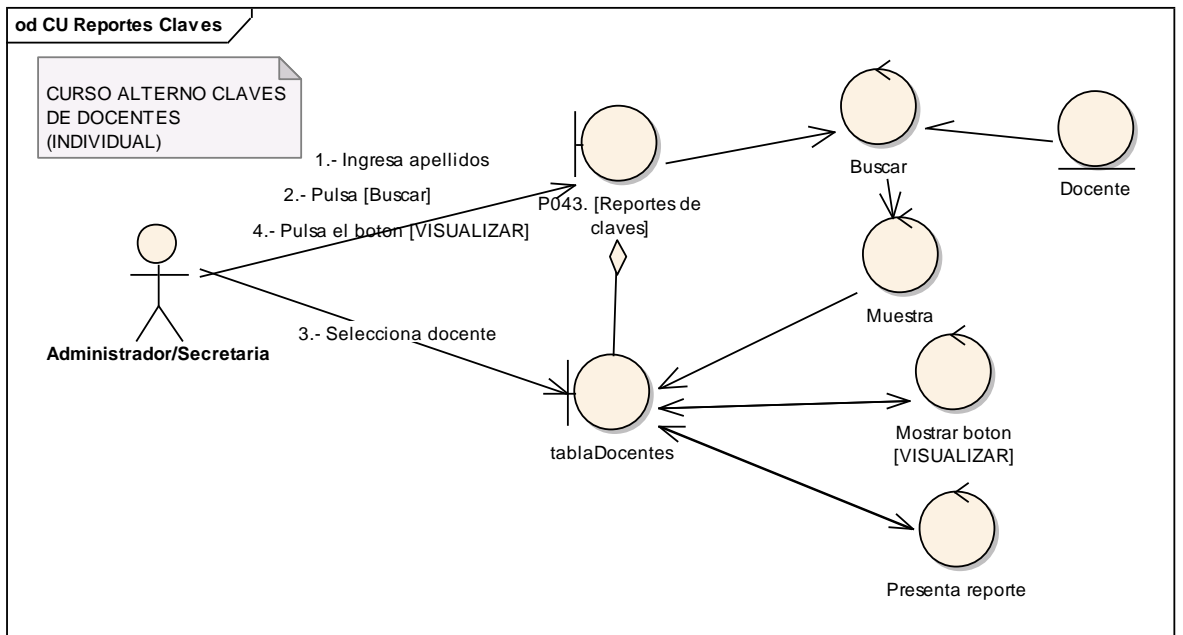 od CU Reportes Claves
CURSO ALTERNO CLAVES
DE DOCENTES
(INDIVIDUAL)
1.- Ingresa apellidos
2.- Pulsa [Buscar]
4.- Pulsa el boton [VISUALIZAR]
3.- Selecciona docente
Administrador/Secretaria
P043. [Reportes de
claves]
tablaDocentes
Buscar
Docente
Muestra
Mostrar boton
[VISUALIZAR]
Presenta reporte